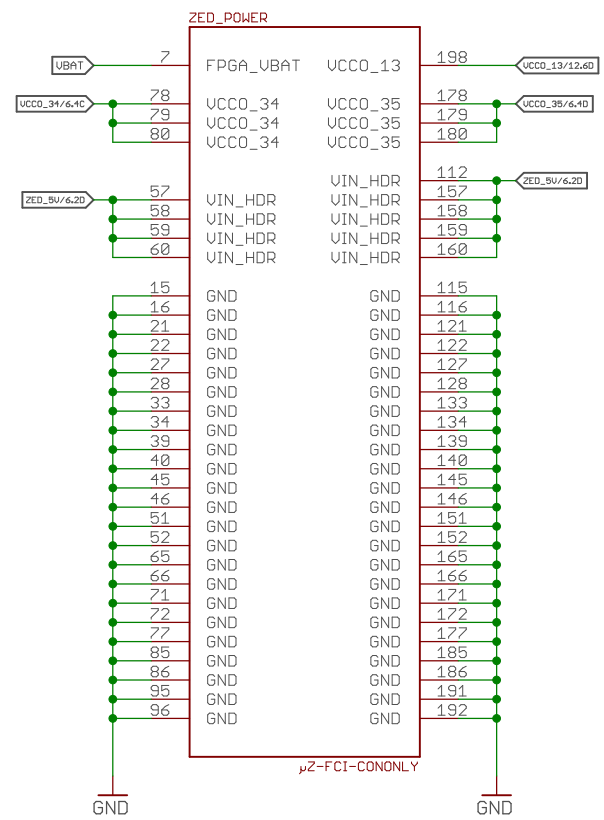 ZED_POWER
VBAT 7 FPGA_VBAT VCCO_13 198 VCCO_13/12.6D
VCCO_34/6.4C 78 VCCO_34 VCCO_35 178 VCCO_35/6.4D
79 VCCO_34 VCCO_35 179
80 VCCO_34 VCCO_35 180
VIN_HDR 112 ZED_5V/6.2D
ZED_5V/6.2D 57 VIN_HDR VIN_HDR 157
58 VIN_HDR VIN_HDR 158
59 VIN_HDR VIN_HDR 159
60 VIN_HDR VIN_HDR 160
15 GND GND 115
16 GND GND 116
21 GND GND 121
22 GND GND 122
27 GND GND 127
28 GND GND 128
33 GND GND 133
34 GND GND 134
39 GND GND 139
40 GND GND 140
45 GND GND 145
46 GND GND 146
51 GND GND 151
52 GND GND 152
65 GND GND 165
66 GND GND 166
71 GND GND 171
72 GND GND 172
77 GND GND 177
85 GND GND 185
86 GND GND 186
95 GND GND 191
96 GND GND 192
µZ-FCI-CONONLY
GND GND